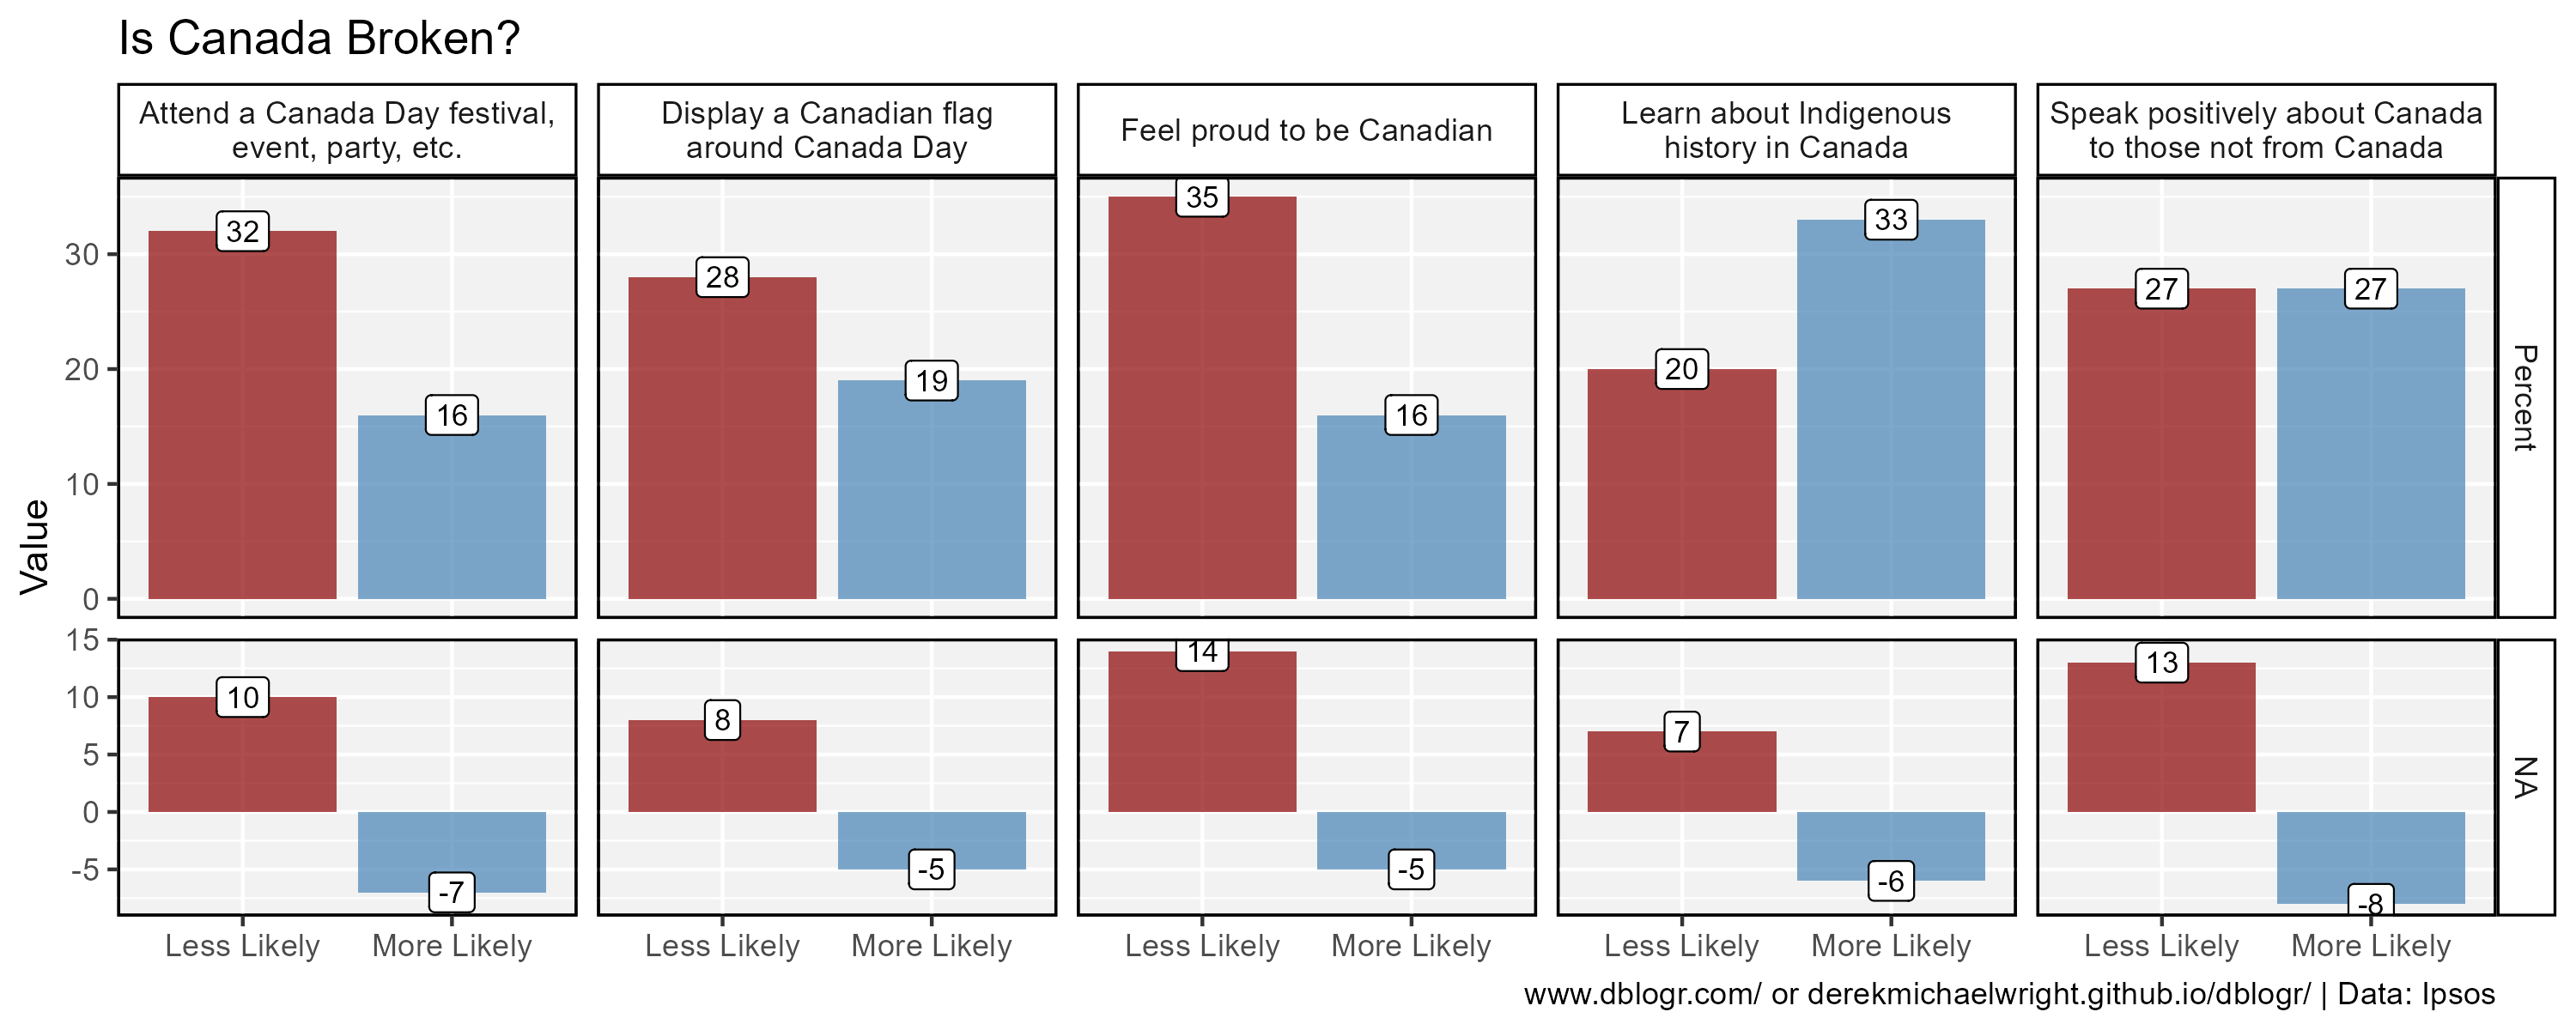 Is Canada Broken?
Attend a Canada Day festival,
event, party, etc.
Display a Canadian flag
around Canada Day
Feel proud to be Canadian
Learn about Indigenous
history in Canada
Speak positively about Canada
to those not from Canada
Value
30
20
10
0
32
16
28
19
35
16
20
33
27
27
Percent
15
10
5
0
-5
10
-7
8
-5
14
-5
7
-6
13
-8
NA
Less Likely More Likely
Less Likely More Likely
Less Likely More Likely
Less Likely More Likely
Less Likely More Likely
www.dblogr.com/ or derekmichaelwright.github.io/dblogr/ | Data: Ipsos